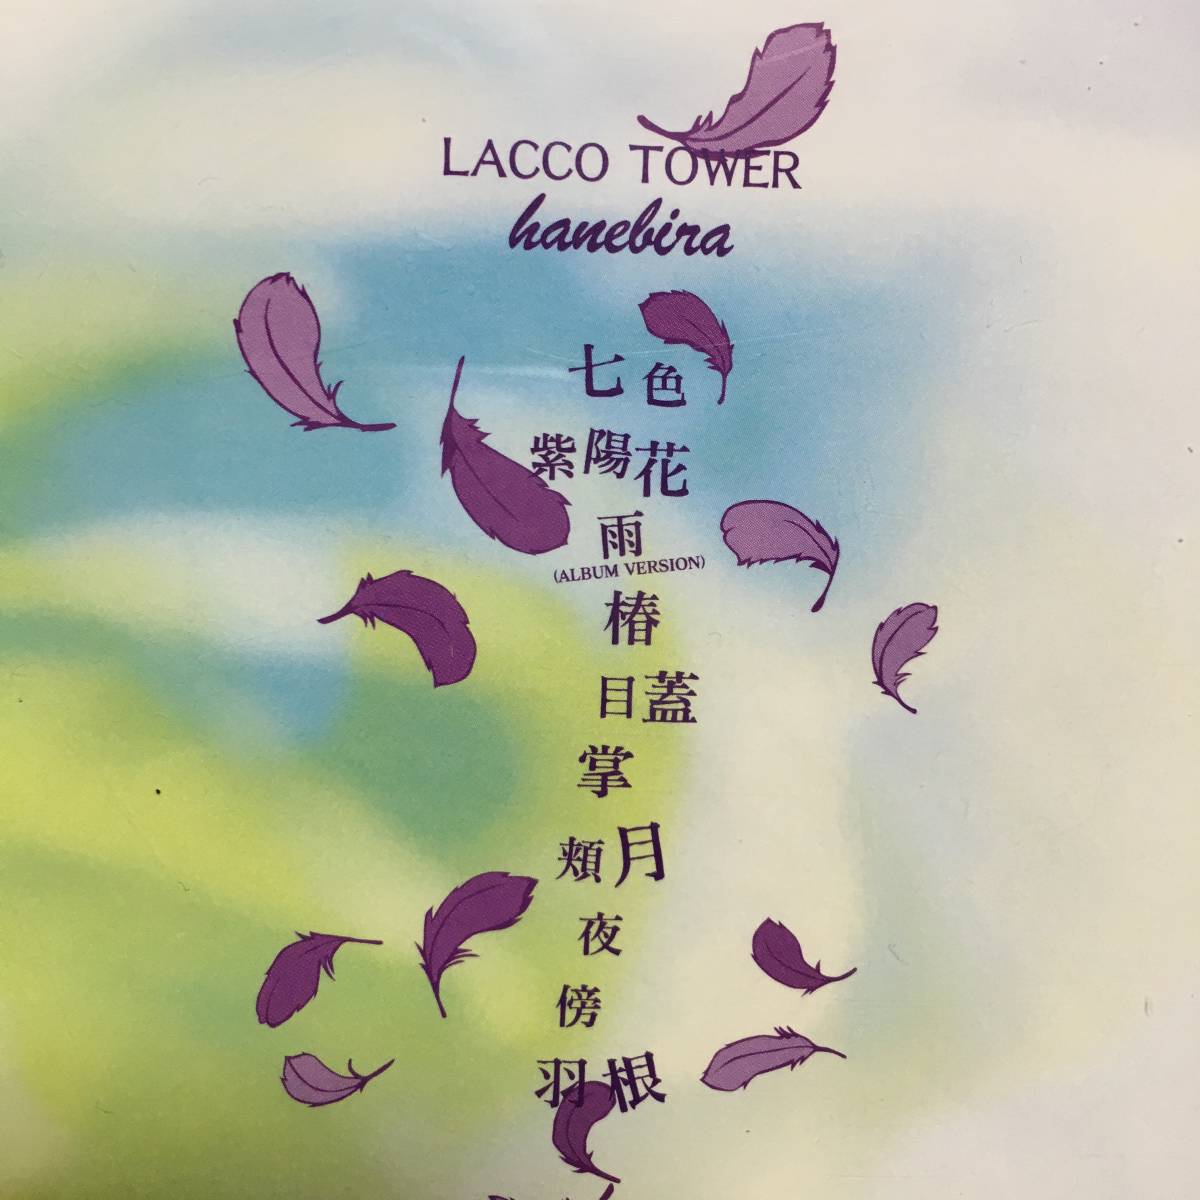 LACCO TOWER
hanebira
七色
紫陽花
雨
(ALBUM VERSION)
椿
目蓋
掌
頬月
夜
傍
羽根